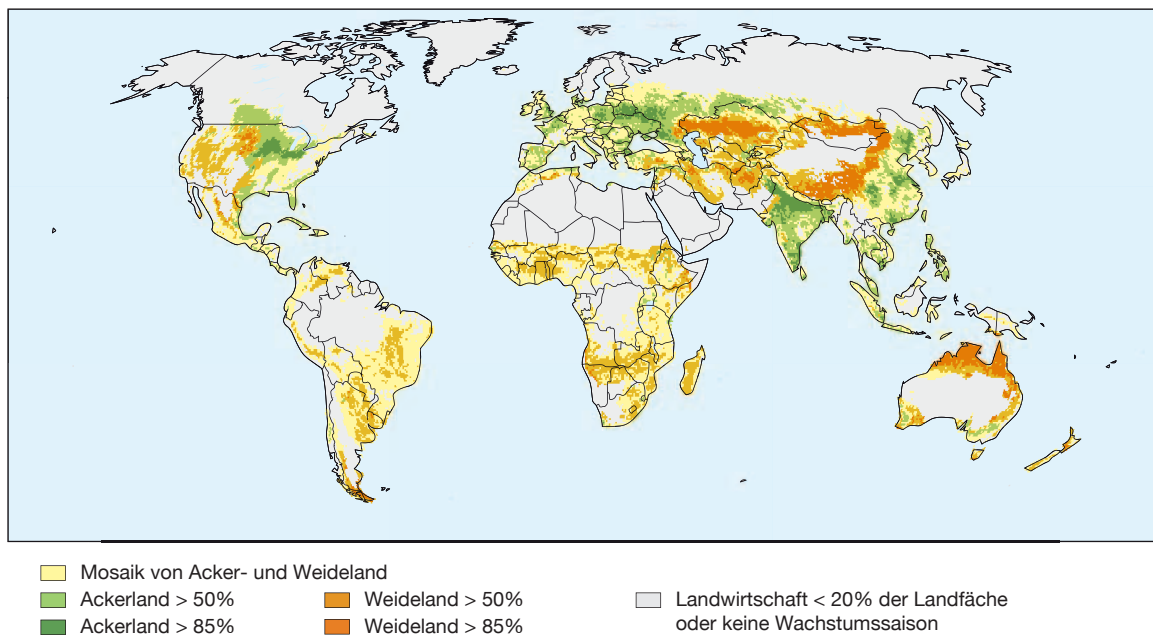 Mosaik von Acker- und Weideland
Ackerland > 50%
Ackerland > 85%
Weideland > 50%
Weideland > 85%
Landwirtschaft < 20% der Landfäche
oder keine Wachstumssaison